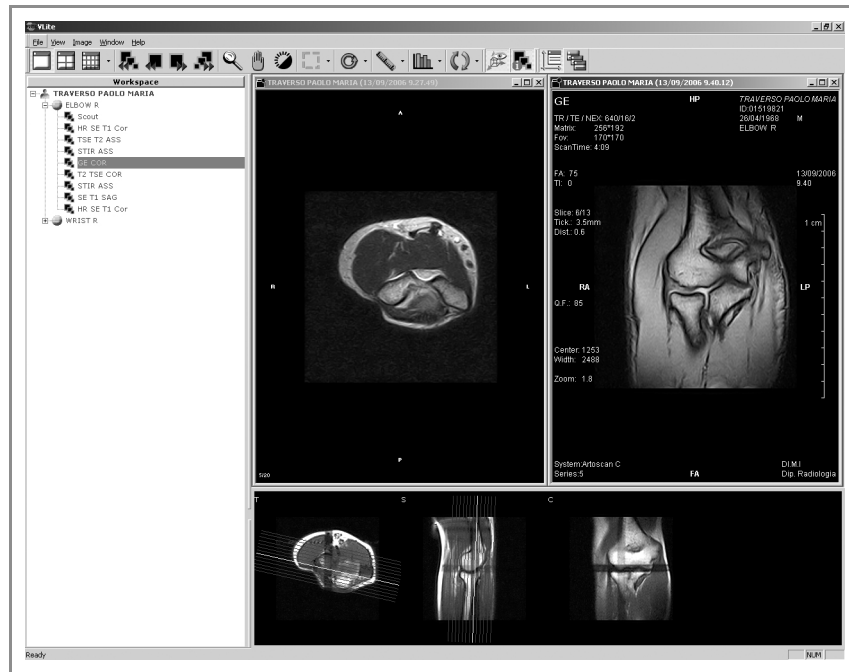 VLite
File View Image Window Help
Workspace
TRAVERSO PAOLO MARIA
ELBOW R
Scout
HR SE T1 Cor
TSE T2 ASS
STIR ASS
GE COR
T2 TSE COR
STIR ASS
SE T1 SAG
HR SE T1 Cor
WRIST R
TRAVERSO PAOLO MARIA (13/09/2006 9.27.49)
A
R
L
P
5/20
TRAVERSO PAOLO MARIA (13/09/2006 9.40.12)
GE
HP
TRAVERSO PAOLO MARIA
ID:01519821
TR / TE / NEX: 640/16/2
26/04/1968 M
Matrix: 256*192
ELBOW R
Fov: 170*170
ScanTime: 4:09
FA: 75
13/09/2006
TI: 0
9.40
Slice: 6/13
Tick.: 3.5mm
1 cm
Dist.: 0.6
RA
LP
Q.F.: 85
Center: 1253
Width: 2488
Zoom: 1.8
System:Artoscan C
DI.M.I
Series:5
FA
Dip. Radiologia
T
S
C
Ready
NUM